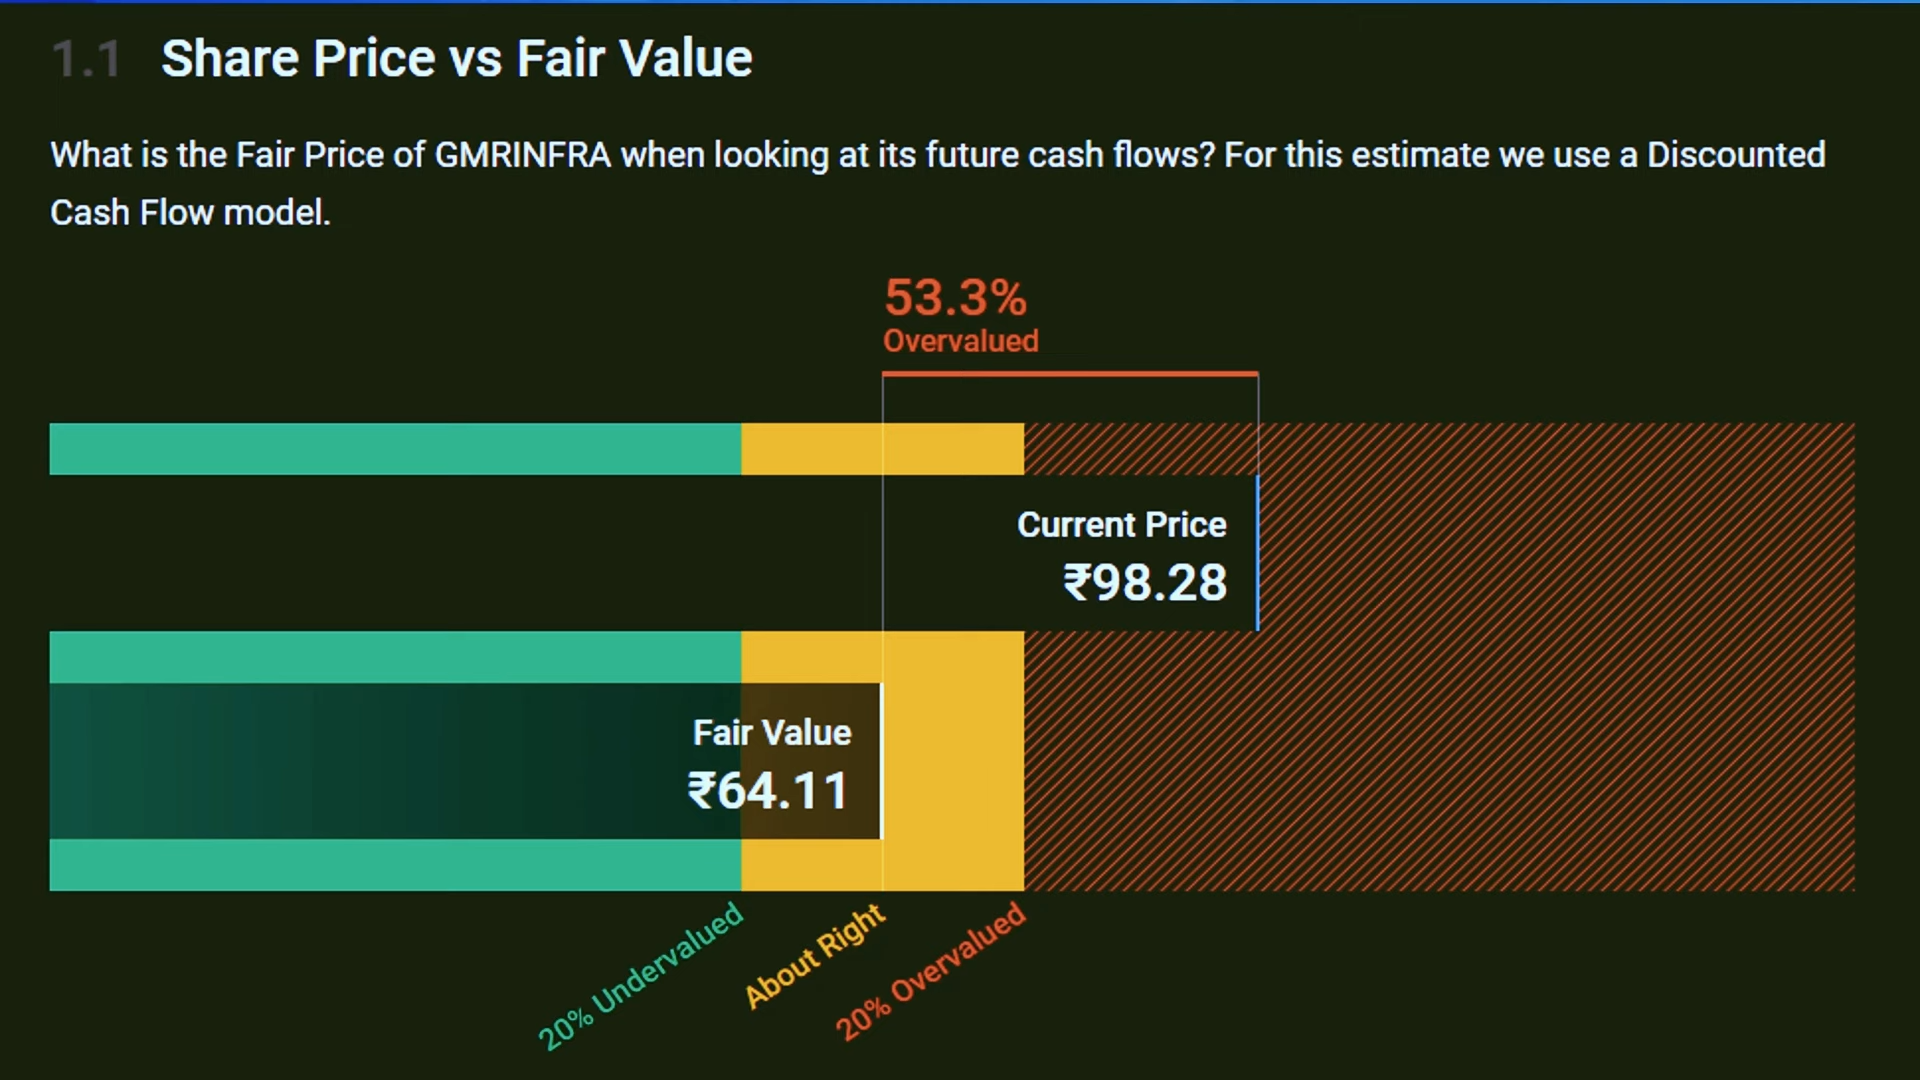 1.1 Share Price vs Fair Value
What is the Fair Price of GMRINFRA when looking at its future cash flows? For this estimate we use a Discounted
Cash Flow model.
53.3%
Overvalued
Current Price
₹98.28
Fair Value
₹64.11
20% Undervalued
About Right
20% Overvalued